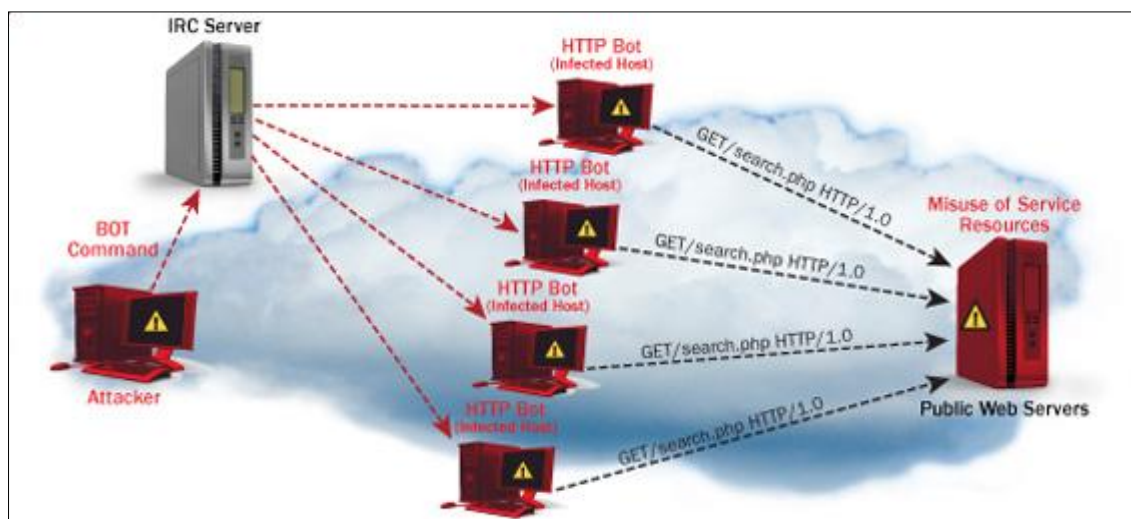 IRC Server
HTTP Bot
(Infected Host)
GET/search.php HTTP/1.0
HTTP Bot
(Infected Host)
Misuse of Service
Resources
BOT
Command
GET/search.php HTTP/1.0
HTTP Bot
(Infected Host)
GET/search.php HTTP/1.0
Attacker
HTTP Bot
(Infected Host)
GET/search.php HTTP/1.0
Public Web Servers